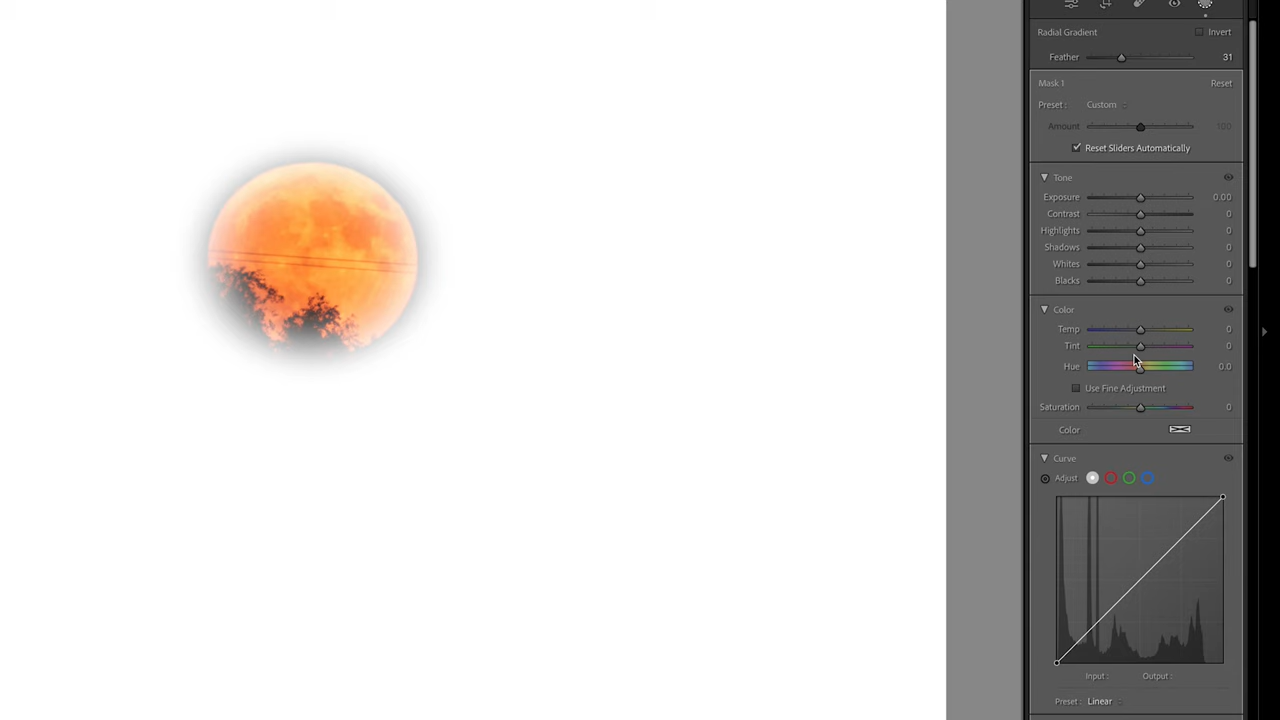 Radial Gradient Invert
Feather 31
Mask 1 Reset
Preset : Custom
Amount 100
Reset Sliders Automatically
Tone
Exposure 0.00
Contrast 0
Highlights 0
Shadows 0
Whites 0
Blacks 0
Color
Temp 0
Tint 0
Hue 0.0
Use Fine Adjustment
Saturation 0
Color
Curve
Adjust
Input : Output :
Preset : Linear